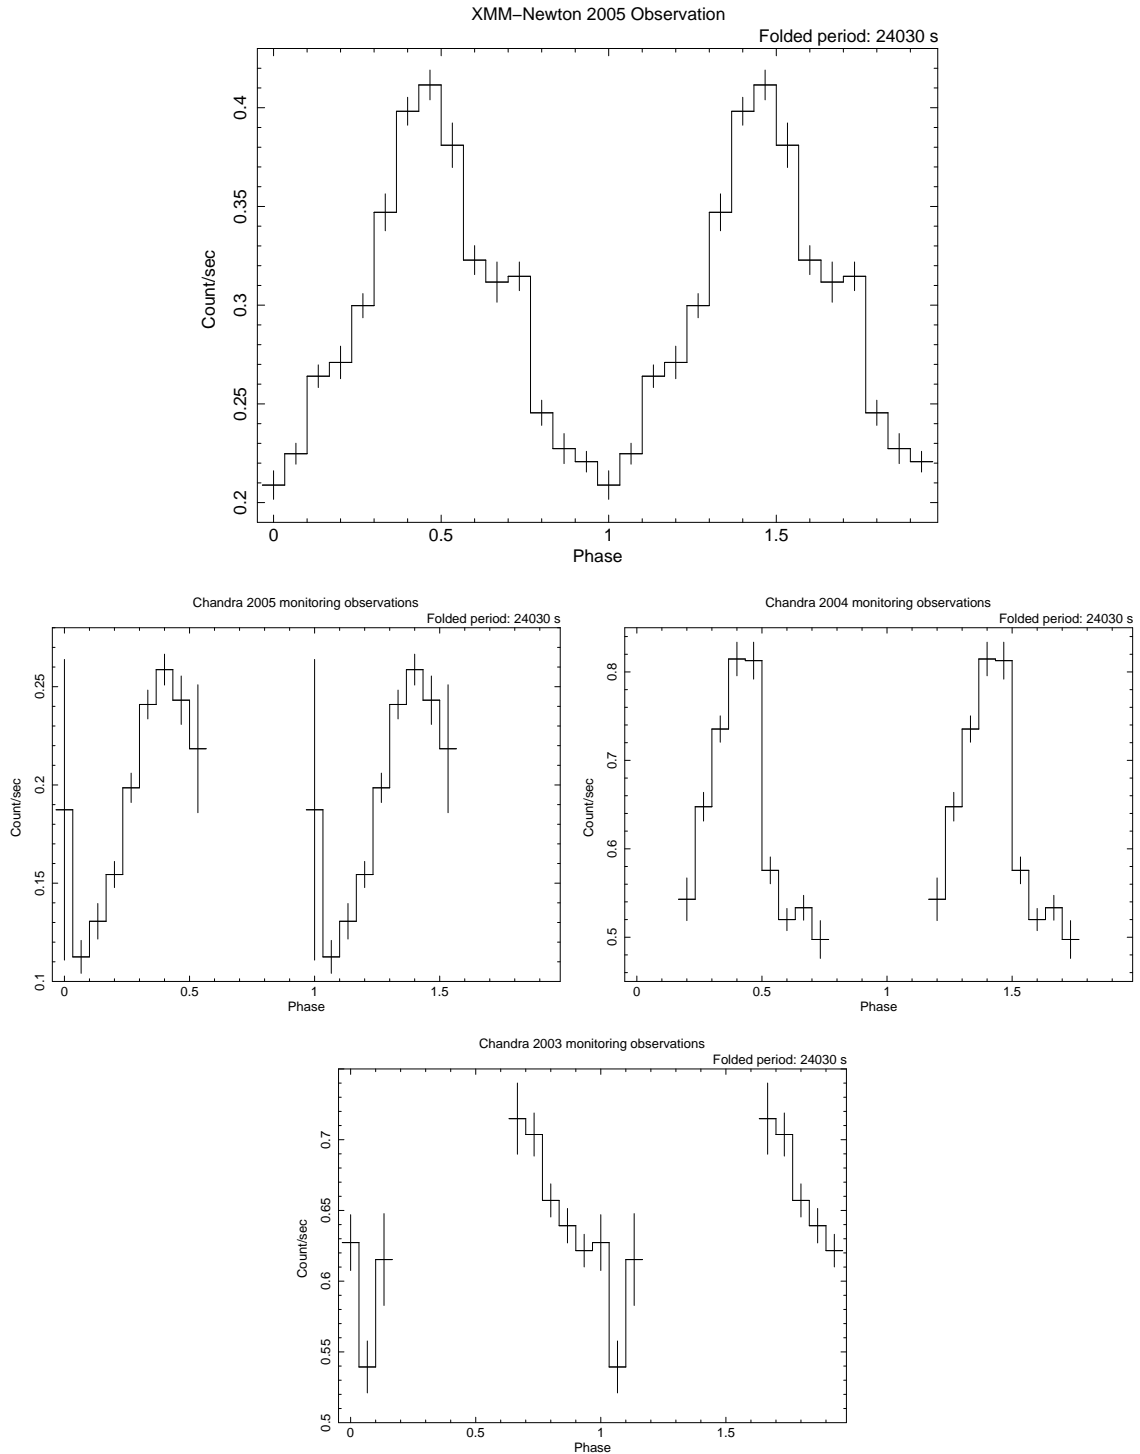 XMM−Newton 2005 Observation
Folded period: 24030 s
Count/sec
0.2 0.25 0.3 0.35 0.4
0 0.5 1 1.5
Phase
Chandra 2005 monitoring observations
Folded period: 24030 s
Count/sec
0.1 0.15 0.2 0.25
0 0.5 1 1.5
Phase
Chandra 2004 monitoring observations
Folded period: 24030 s
Count/sec
0.5 0.6 0.7 0.8
0 0.5 1 1.5
Phase
Chandra 2003 monitoring observations
Folded period: 24030 s
Count/sec
0.5 0.55 0.6 0.65 0.7
0 0.5 1 1.5
Phase